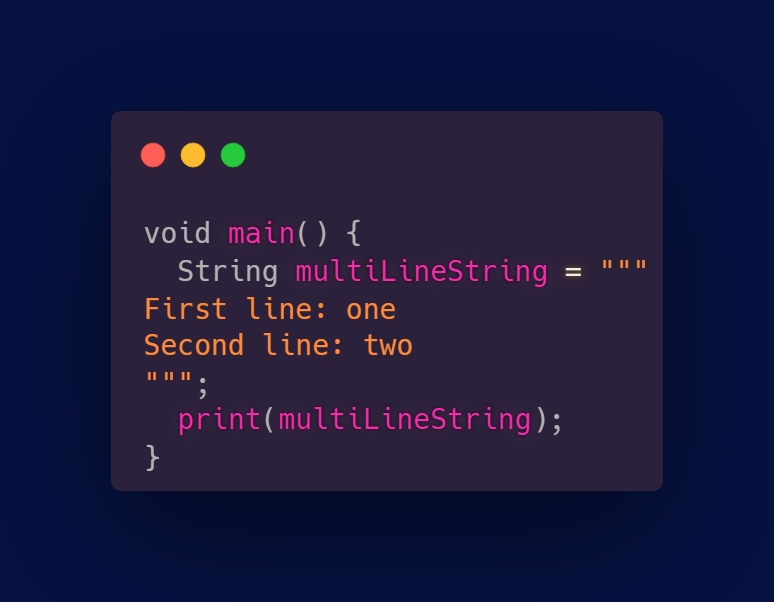 void main() {
  String multiLineString = """
First line: one
Second line: two
""";
  print(multiLineString);
}